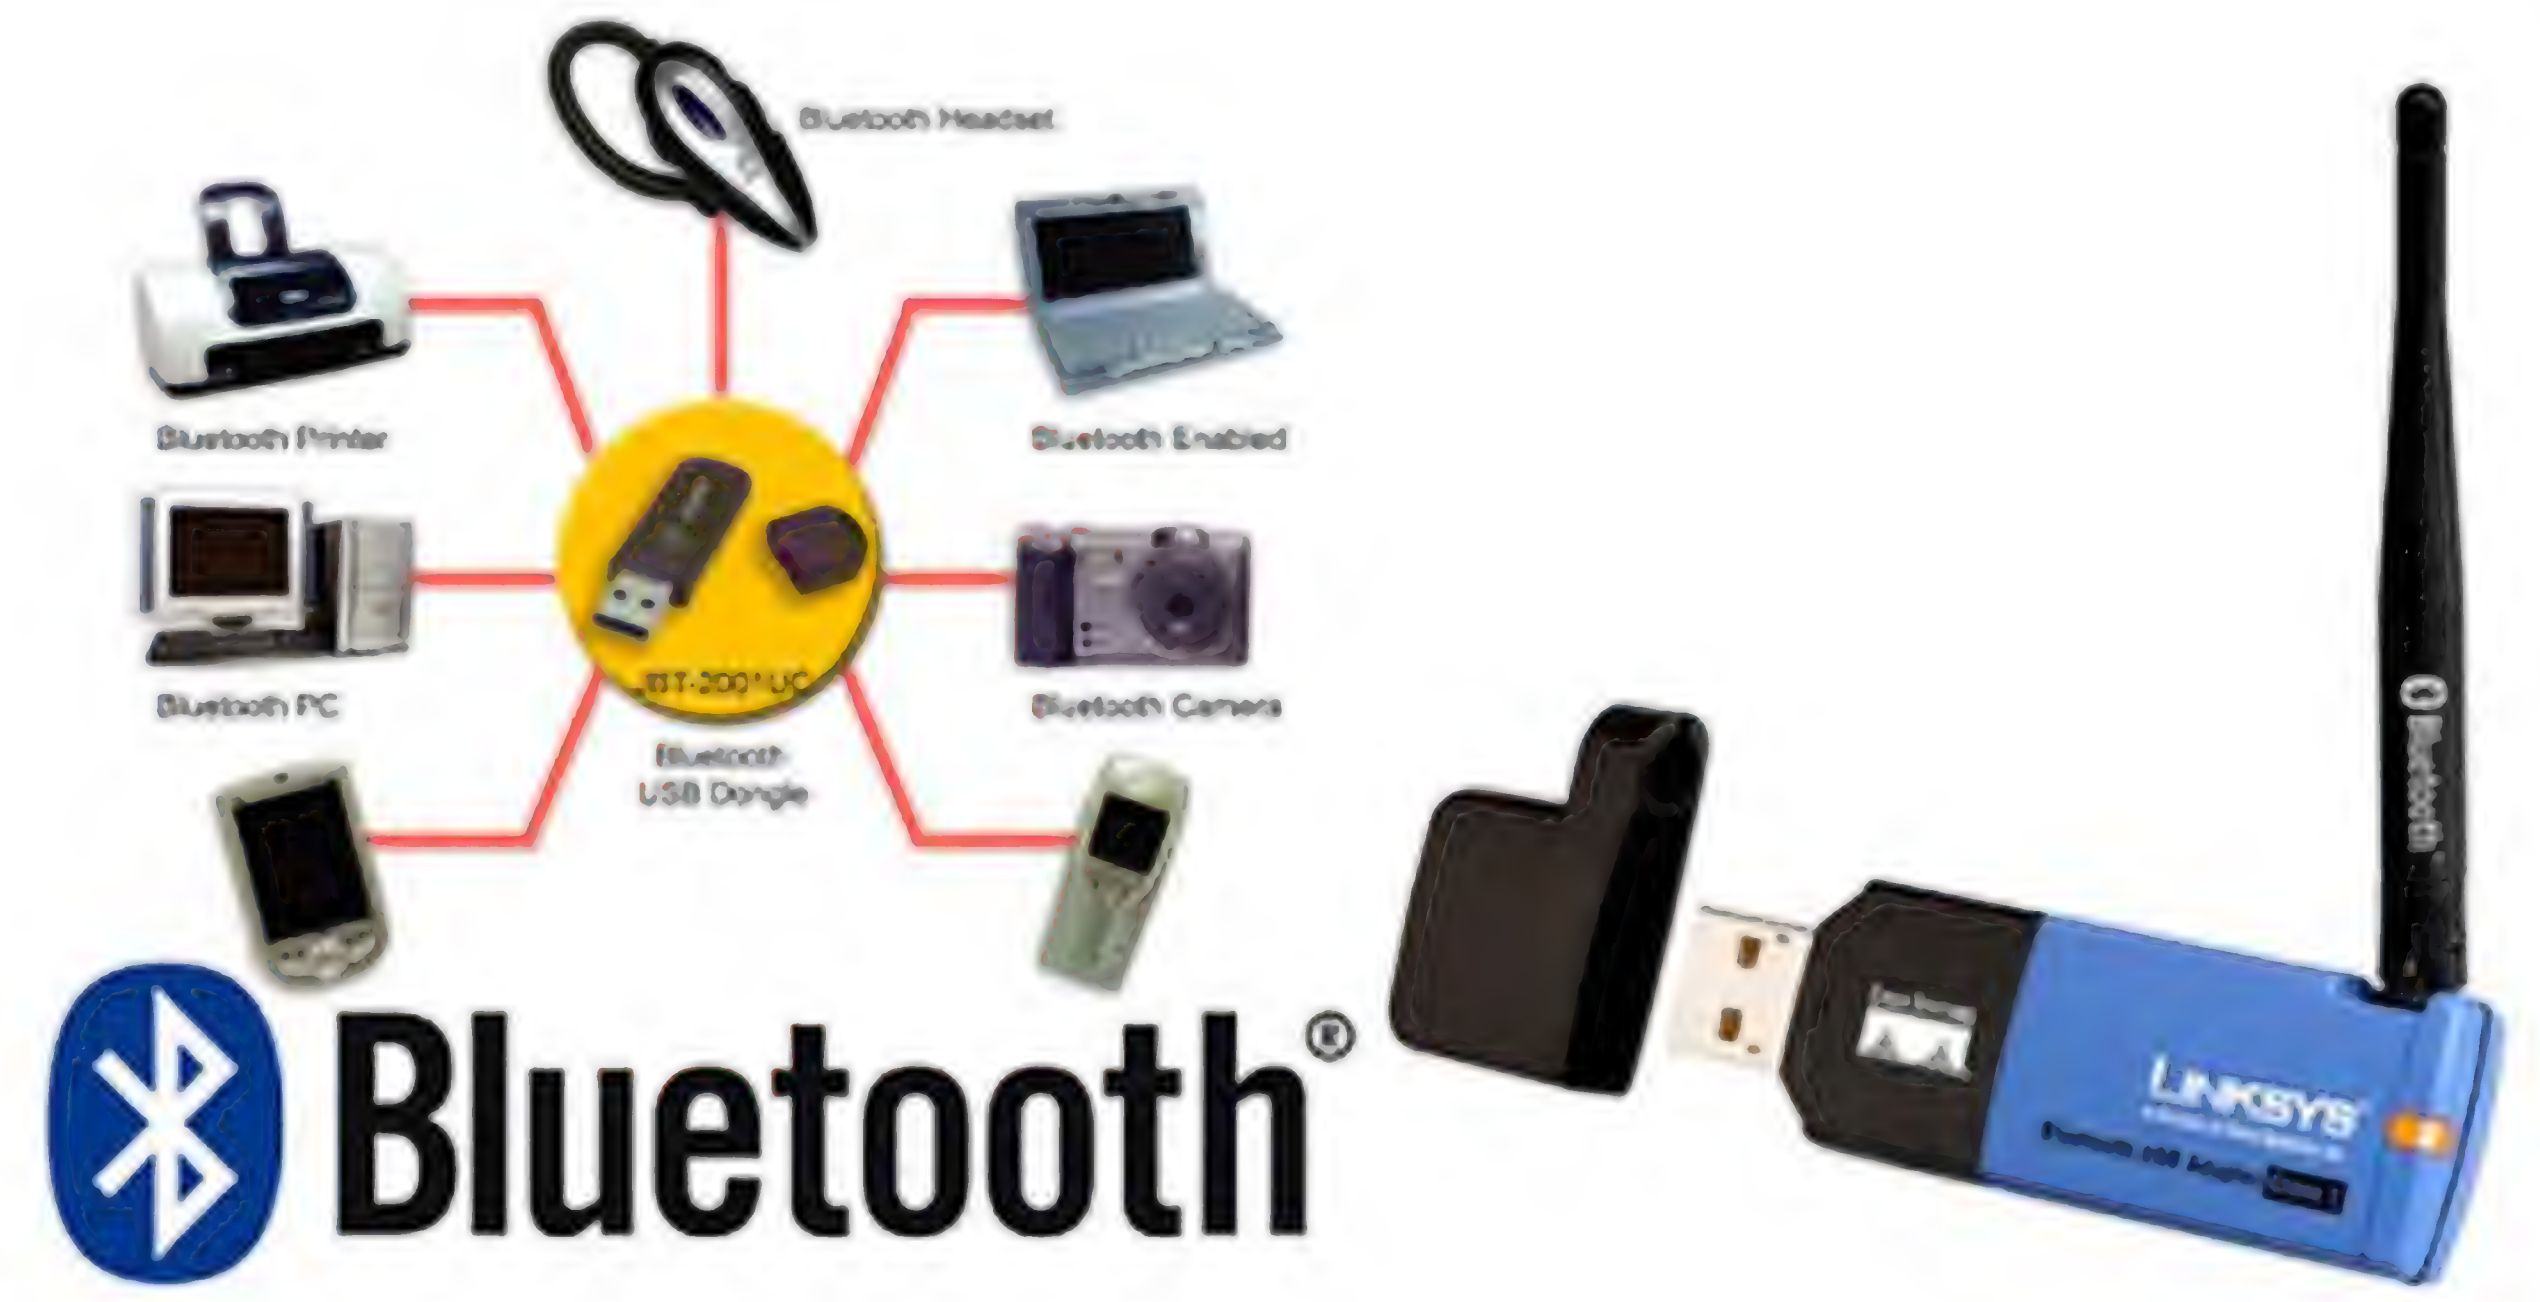 Bluetooth Headset
Bluetooth Printer
Bluetooth Enabled
Bluetooth PC
Bluetooth Camera
Bluetooth
USB Dongle
Bluetooth®
Bluetooth
LINKSYS